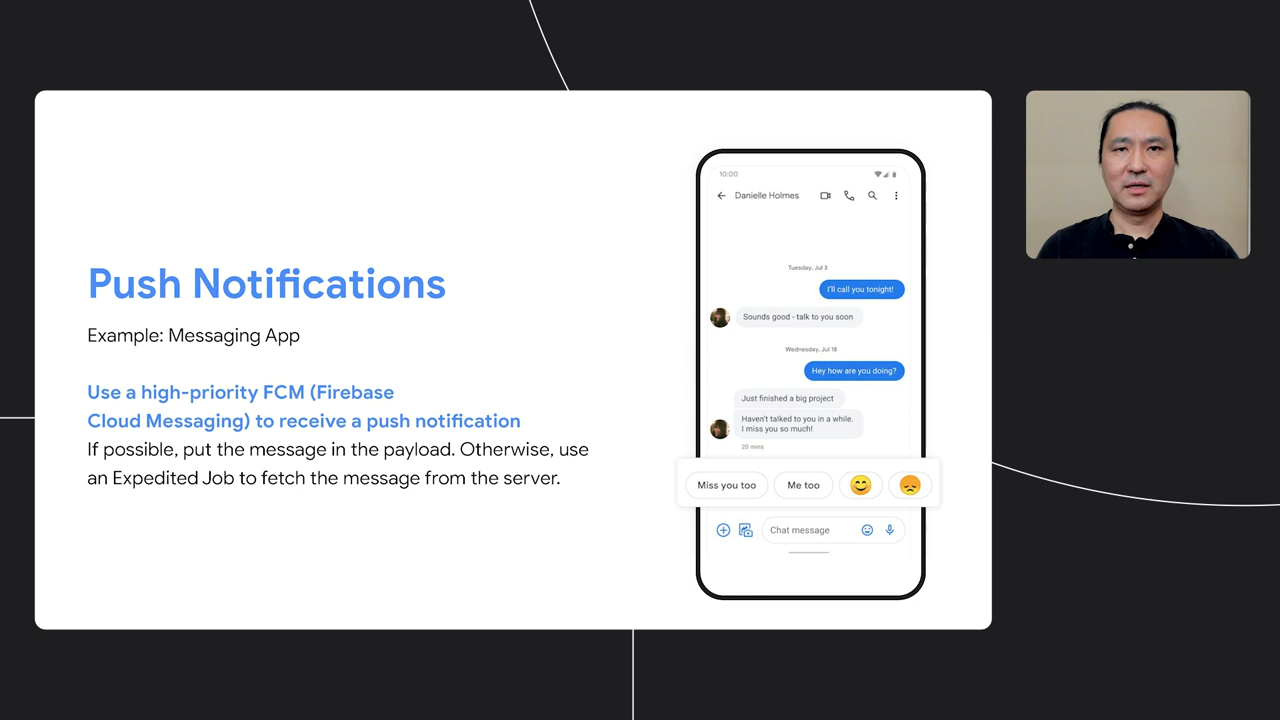 Push Notifications
Example: Messaging App
Use a high-priority FCM (Firebase
Cloud Messaging) to receive a push notification
If possible, put the message in the payload. Otherwise, use
an Expedited Job to fetch the message from the server.
10:00
Danielle Holmes
Tuesday, Jul 3
I'll call you tonight!
Sounds good - talk to you soon
Wednesday, Jul 18
Hey how are you doing?
Just finished a big project
Haven't talked to you in a while.
I miss you so much!
20 mins
Miss you too
Me too
Chat message